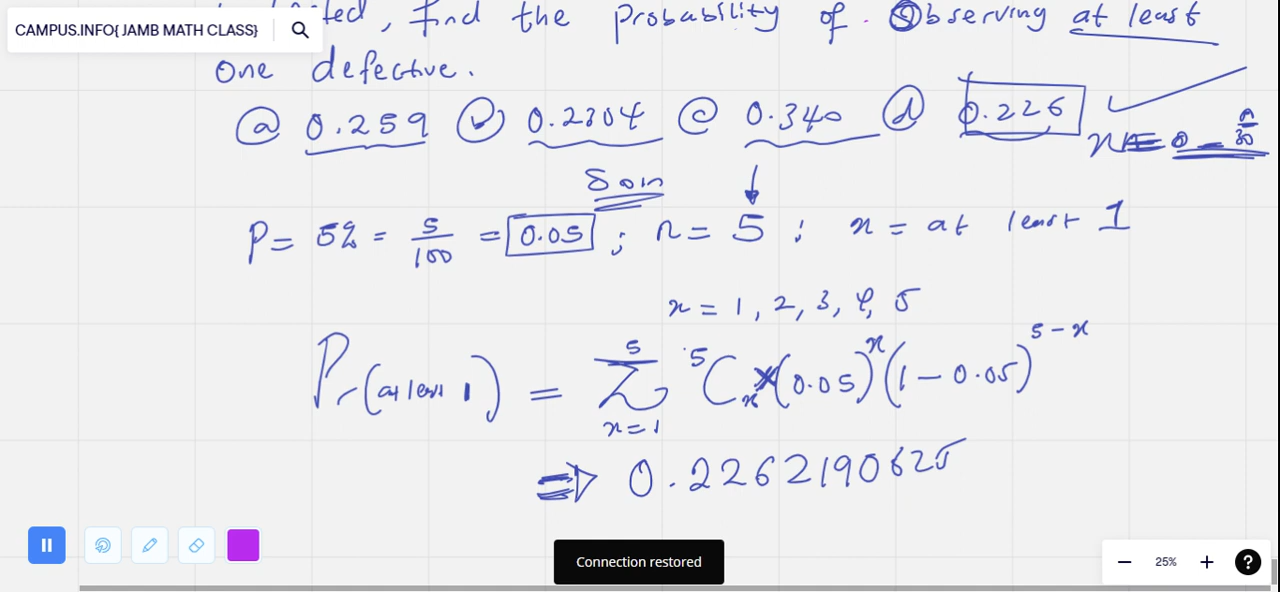 find the probability of observing at least
CAMPUS.INFO{ JAMB MATH CLASS}
one defective.
ⓐ 0.259 ⓑ 0.2304 ⓒ 0.340 ⓓ 0.226
Soln
P = 5% = 5/100 = 0.05 ; n = 5 ; x = at least 1
x = 1, 2, 3, 4, 5
Pr(at least 1) = 5 Σ x=1 ⁵Cx (0.05)^x (1 - 0.05)^5-x
⇒ 0.2262190625
Connection restored
− 25% + ?